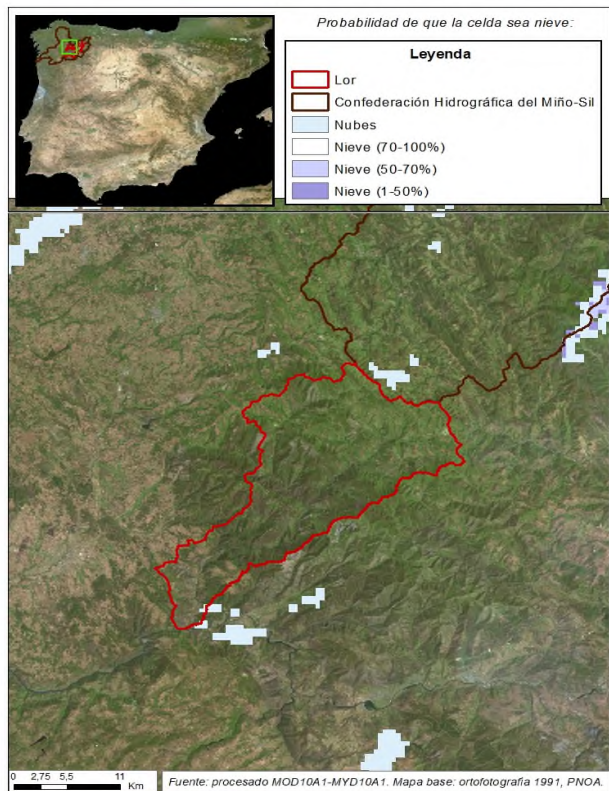 Probabilidad de que la celda sea nieve:
Leyenda
Lor
Confederación Hidrográfica del Miño-Sil
Nubes
Nieve (70-100%)
Nieve (50-70%)
Nieve (1-50%)
0 2,75 5,5 11
Km
Fuente: procesado MOD10A1-MYD10A1. Mapa base: ortofotografía 1991, PNOA.